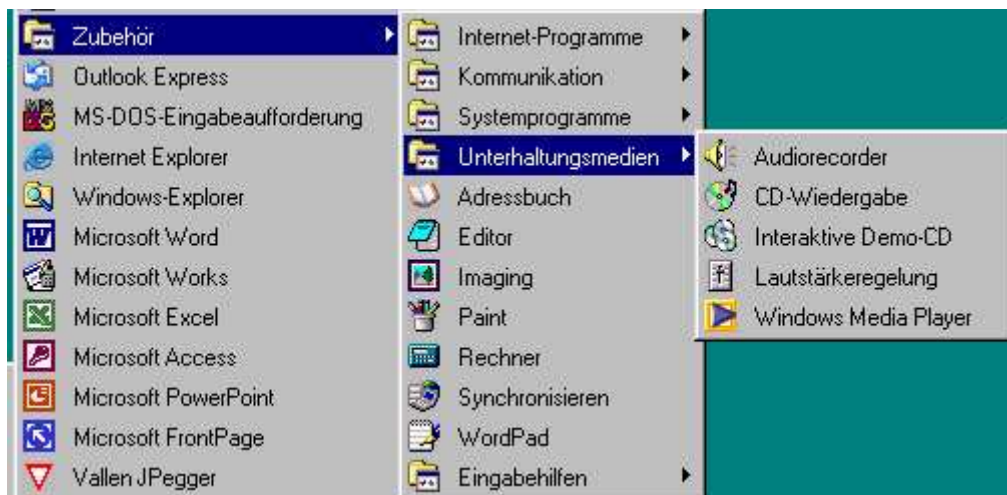 Zubehör
Outlook Express
MS-DOS-Eingabeaufforderung
Internet Explorer
Windows-Explorer
Microsoft Word
Microsoft Works
Microsoft Excel
Microsoft Access
Microsoft PowerPoint
Microsoft FrontPage
Vallen JPegger
Internet-Programme
Kommunikation
Systemprogramme
Unterhaltungsmedien
Adressbuch
Editor
Imaging
Paint
Rechner
Synchronisieren
WordPad
Eingabehilfen
Audiorecorder
CD-Wiedergabe
Interaktive Demo-CD
Lautstärkeregelung
Windows Media Player